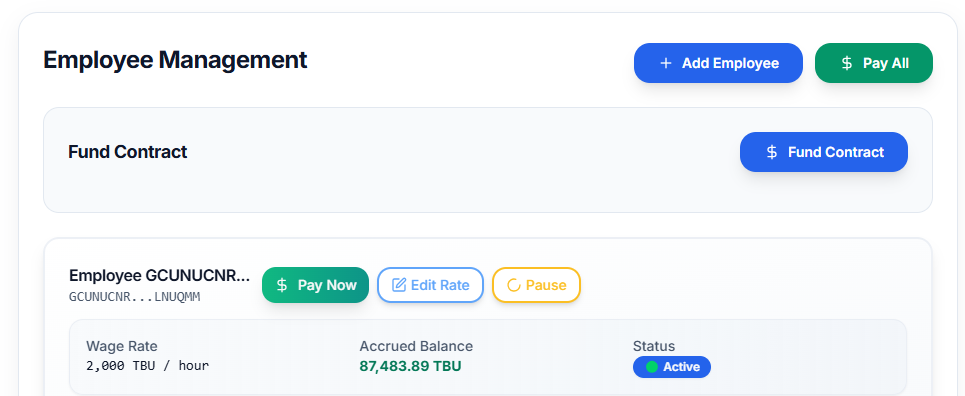 Employee Management
+ Add Employee
$ Pay All
Fund Contract
$ Fund Contract
Employee GCUNUCNR...
GCUNUCNR...LNUQMM
$ Pay Now
Edit Rate
Pause
Wage Rate
2,000 TBU / hour
Accrued Balance
87,483.89 TBU
Status
Active